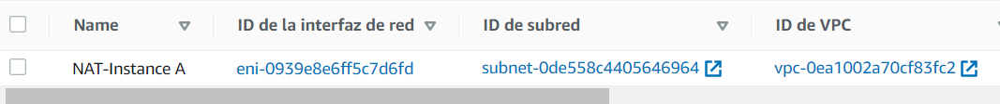 Name ID de la interfaz de red ID de subred ID de VPC
NAT-Instance A eni-0939e8e6ff5c7d6fd subnet-0de558c4405646964 vpc-0ea1002a70cf83fc2